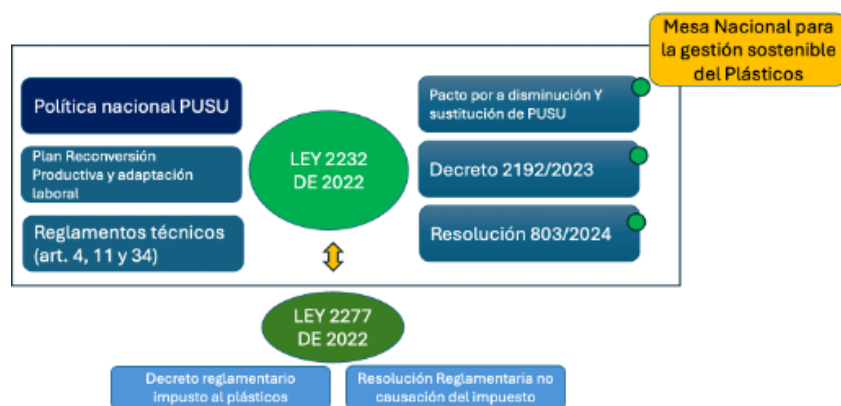 Mesa Nacional para
la gestión sostenible
del Plásticos
Política nacional PUSU
Plan Reconversión
Productiva y adaptación
laboral
Reglamentos técnicos
(art. 4, 11 y 34)
LEY 2232
DE 2022
Pacto por a disminución Y
sustitución de PUSU
Decreto 2192/2023
Resolución 803/2024
LEY 2277
DE 2022
Decreto reglamentario
impusto al plásticos
Resolución Reglamentaria no
causación del impuesto